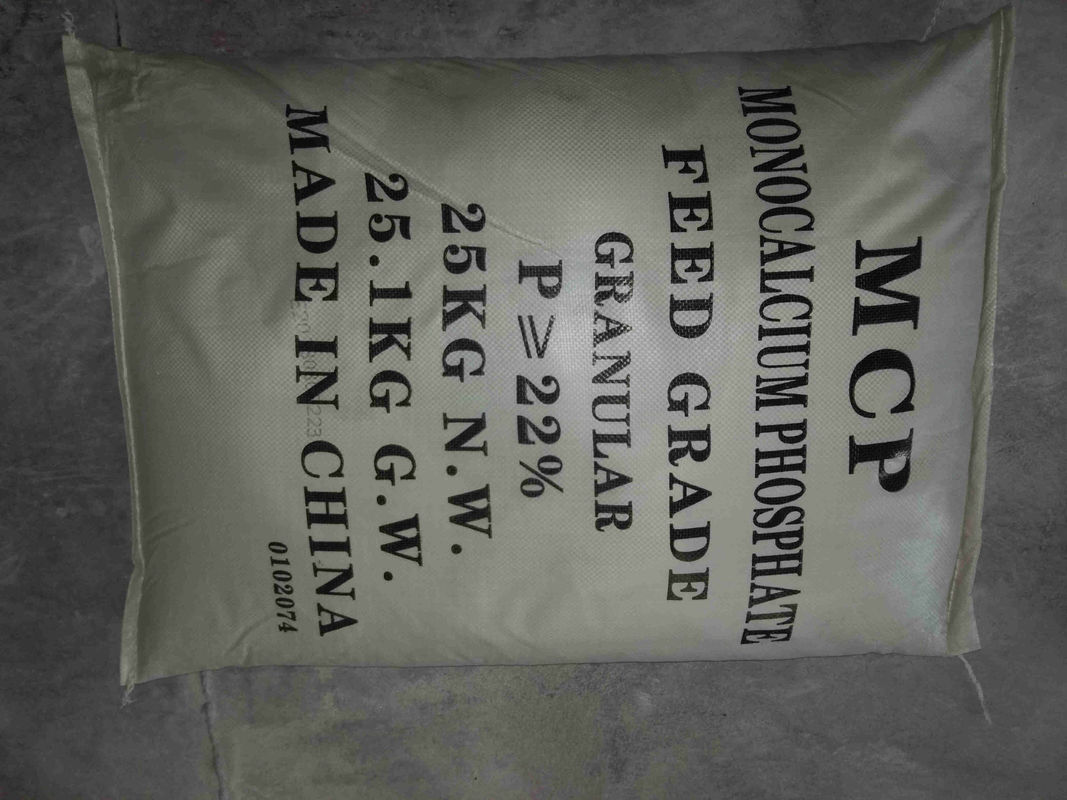 MCP
MONOCALCIUM PHOSPHATE
FEED GRADE
GRANULAR
P⩾22%
25KG N.W.
25.1KG G.W.
MADE IN CHINA
0102074